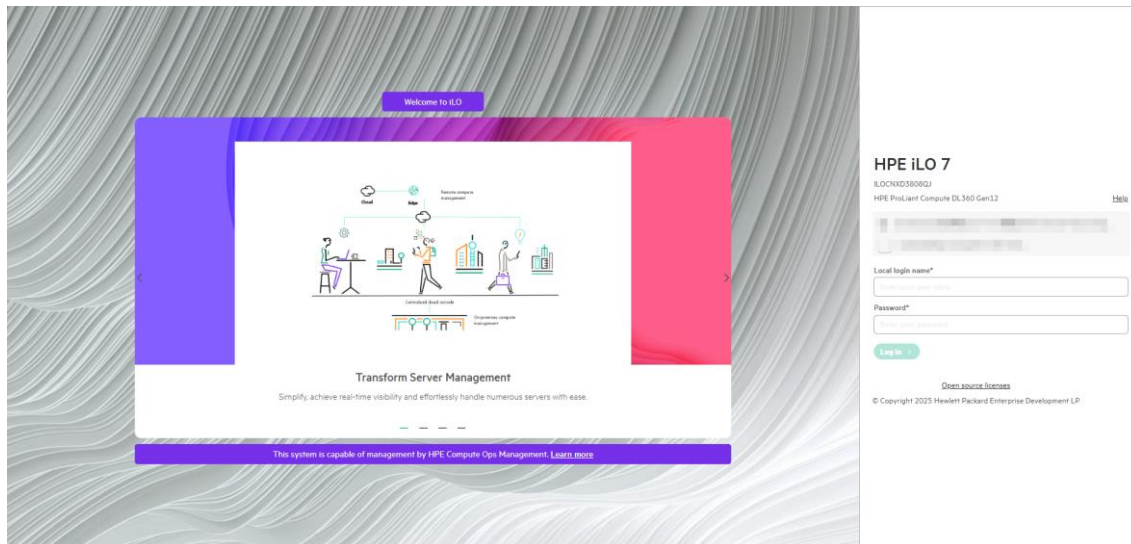 Welcome to iLO
Cloud
Edge
Remote compute
management
Centralized cloud console
On-premises compute
management
Transform Server Management
Simplify, achieve real-time visibility and effortlessly handle numerous servers with ease.
This system is capable of management by HPE Compute Ops Management. Learn more
HPE iLO 7
ILOCNXD3808QJ
HPE ProLiant Compute DL360 Gen12 Help
Local login name*
Enter your user name
Password*
Enter your password
Log in
Open source licenses
© Copyright 2025 Hewlett Packard Enterprise Development LP